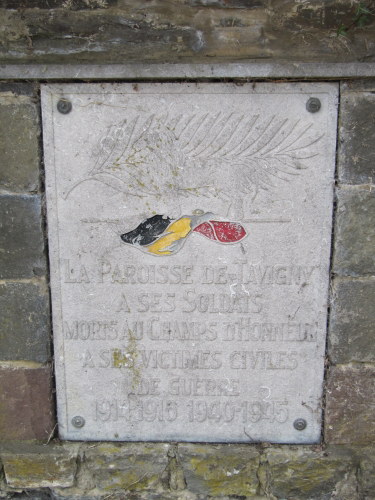 LA PAROISSE DE TAVIGNY
A SES SOLDATS
MORTS AU CHAMPS D'HONNEUR
A SES VICTIMES CIVILES
DE GUERRE
1914-1918 1940-1945